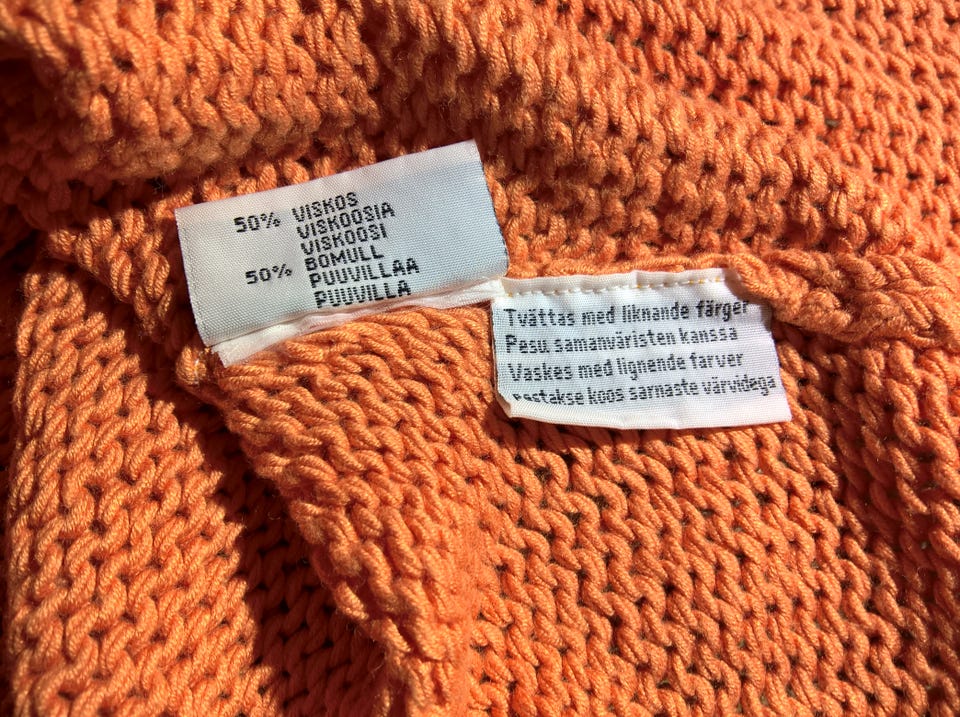 50% VISKOS
VISKOOSIA
VISKOOSI
BOMULL
50% PUUVILLAA
PUUVILLA
Tvättas med liknande färger
Pesu samanväristen kanssa
Vaskes med lignende farver
pestakse koos sarnaste värvidega